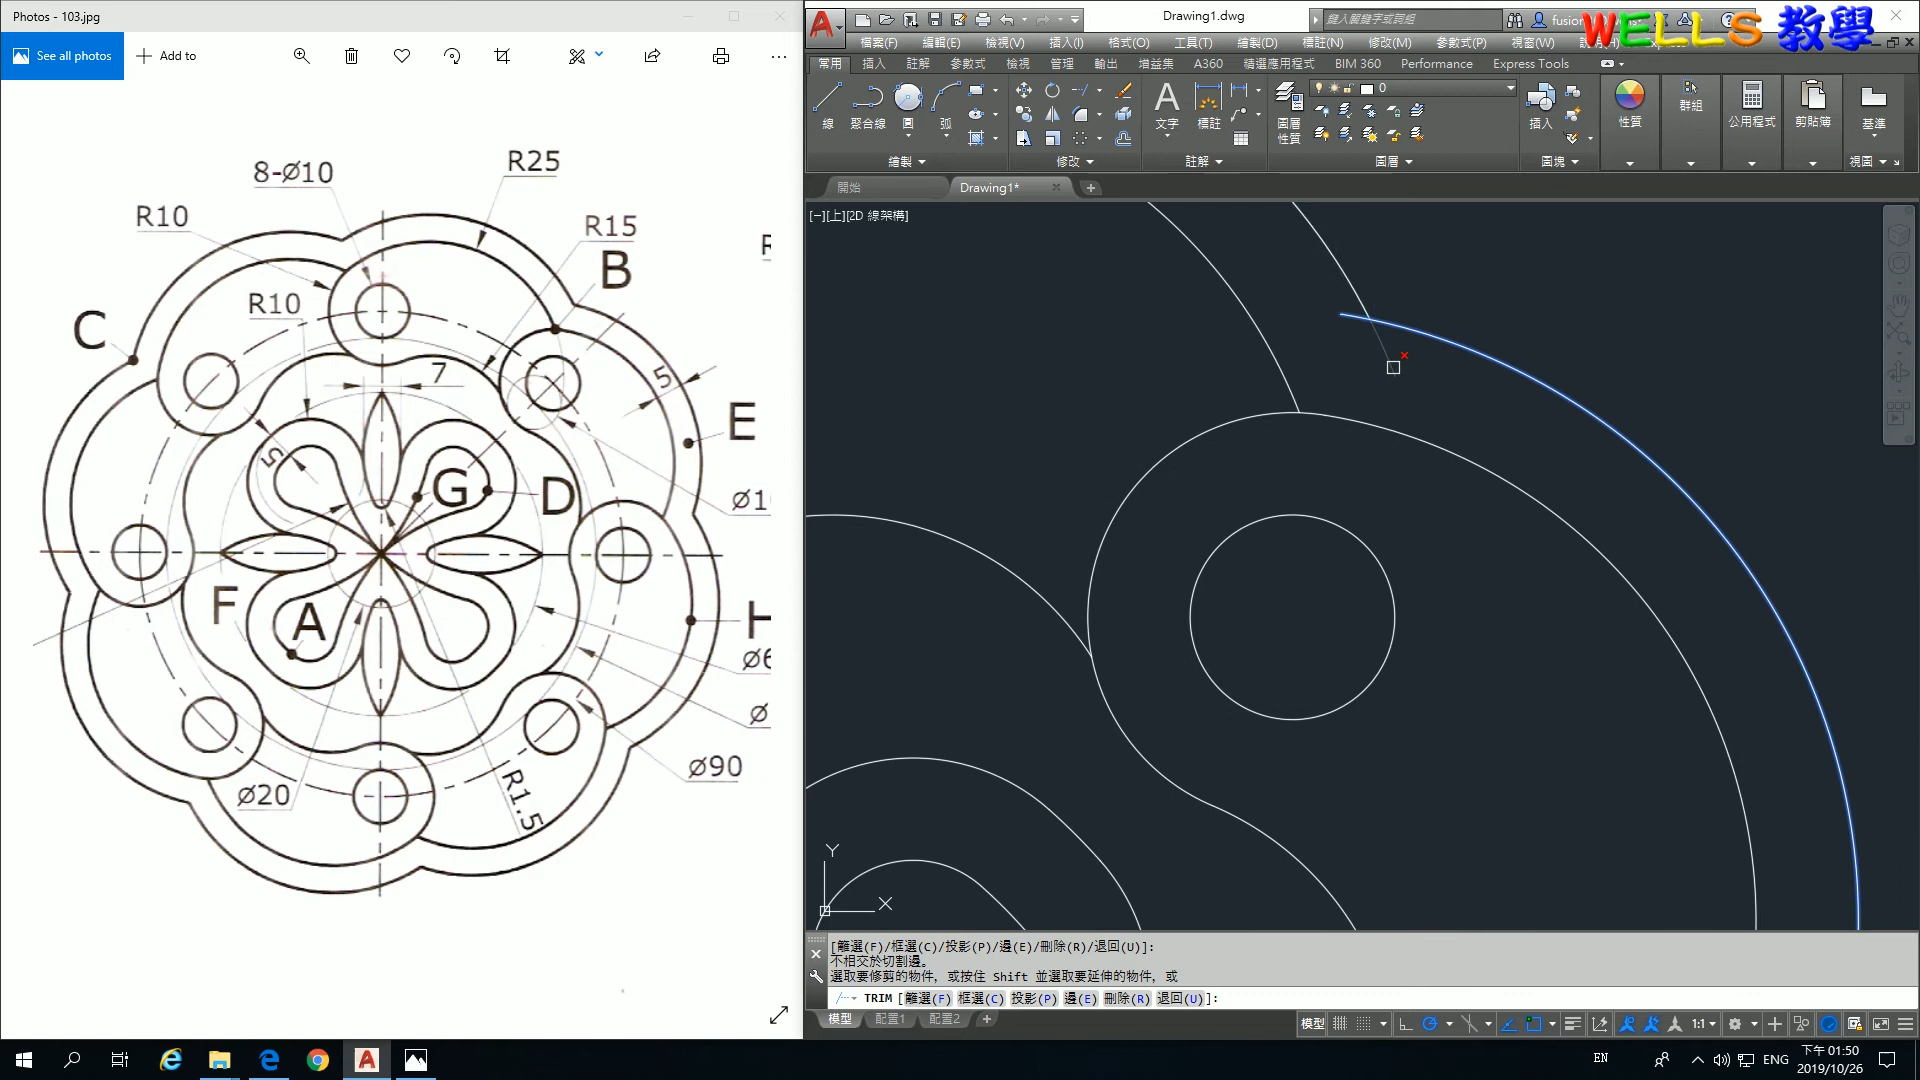 Photos - 103.jpg
See all photos
Add to
8-Ø10
R25
R10
R15
B
C
R10
7
5
E
5
G
D
Ø1
F
A
H
Ø6
Ø
Ø90
Ø20
R1.5
Drawing1.dwg
鍵入關鍵字或詞組
fusion
WELLS 教學
檔案(F) 編輯(E) 檢視(V) 插入(I) 格式(O) 工具(T) 繪製(D) 標註(N) 修改(M) 參數式(P) 視窗(W)
常用 插入 註解 參數式 檢視 管理 輸出 增益集 A360 精選應用程式 BIM 360 Performance Express Tools
線 聚合線 圓 弧
文字 標註
圖層
性質
0
插入 性質 群組 公用程式 剪貼簿 基準
繪製 修改 註解 圖層 圖塊 視圖
開始 Drawing1*
[−][上][2D 線架構]
Y
X
[籬選(F)/框選(C)/投影(P)/邊(E)/刪除(R)/退回(U)]:
不相交於切割邊。
選取要修剪的物件, 或按住 Shift 並選取要延伸的物件, 或
TRIM [籬選(F) 框選(C) 投影(P) 邊(E) 刪除(R) 退回(U)]:
模型 配置1 配置2
模型
1:1
EN
ENG
下午 01:50
2019/10/26